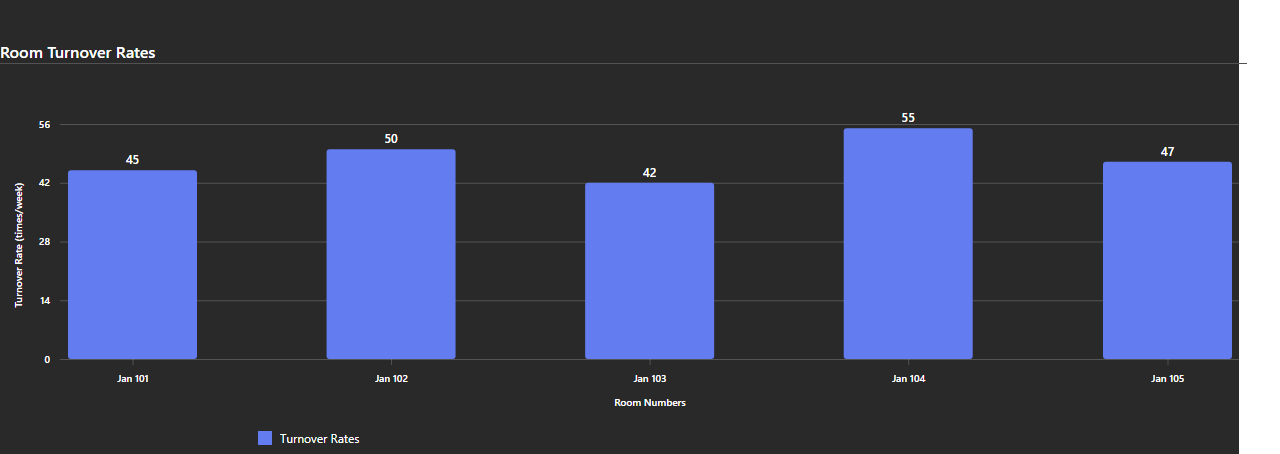 Room Turnover Rates
56
42
28
14
0
Turnover Rate (times/week)
45
50
42
55
47
Jan 101
Jan 102
Jan 103
Jan 104
Jan 105
Room Numbers
Turnover Rates